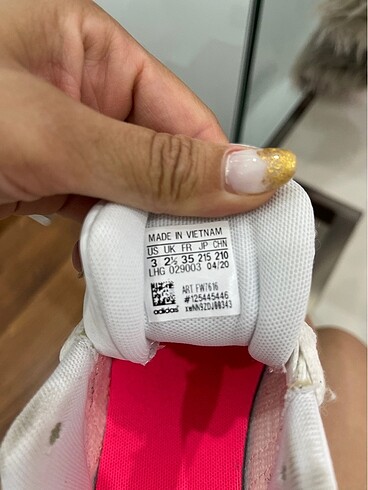 MADE IN VIETNAM
US UK FR JP CHN
3 2½ 35 215 210
LHG 029003 04/20
ART FW7616
#125445446
adidas